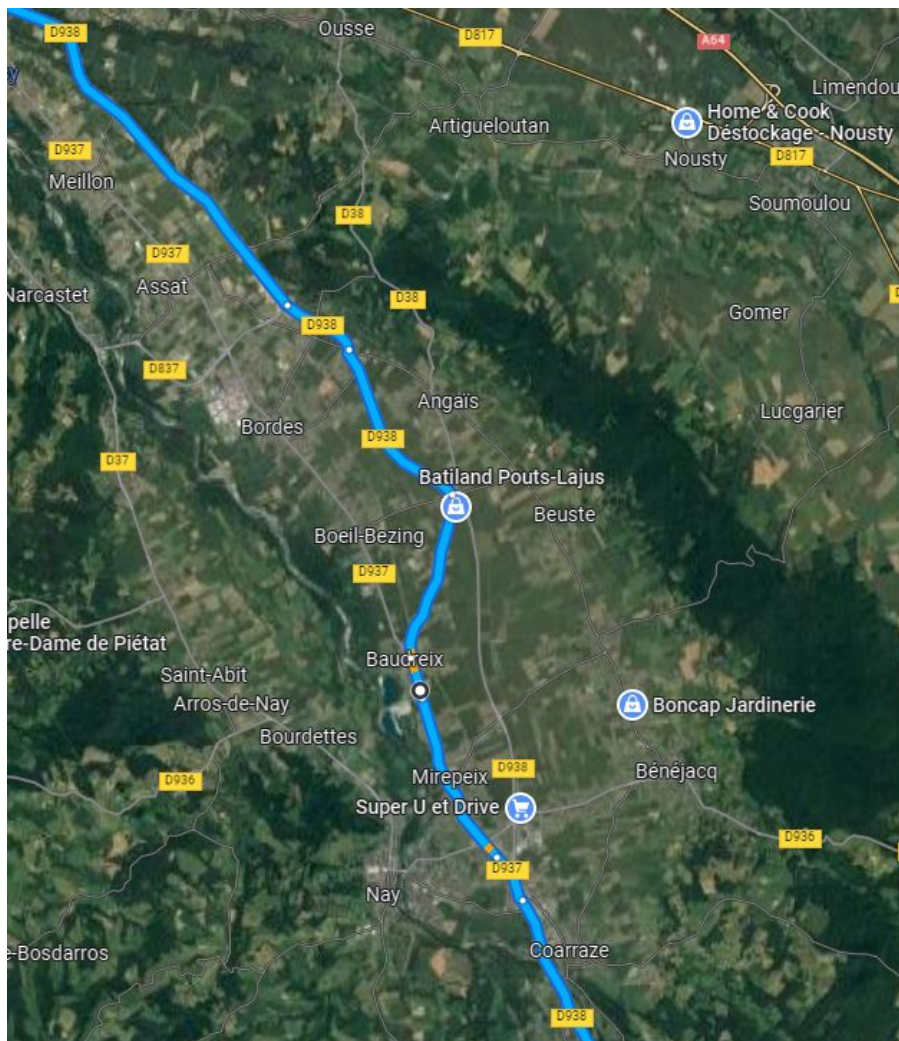 D938
Ousse
D817
A64
Limendou
Home & Cook
Déstockage - Nousty
Artigueloutan
D937
Nousty
D817
Meillon
Soumoulou
D38
D937
Assat
Narcastet
D38
Gomer
D938
D837
Angaïs
Lucgarier
Bordes
D938
D37
Batiland Pouts-Lajus
Beuste
Boeil-Bezing
D937
pelle
re-Dame de Piétat
Baudreix
Saint-Abit
Arros-de-Nay
Boncap Jardinerie
Bourdettes
D938
Bénéjacq
Mirepeix
D936
Super U et Drive
D936
D937
Nay
Coarraze
e-Bosdarros
D938